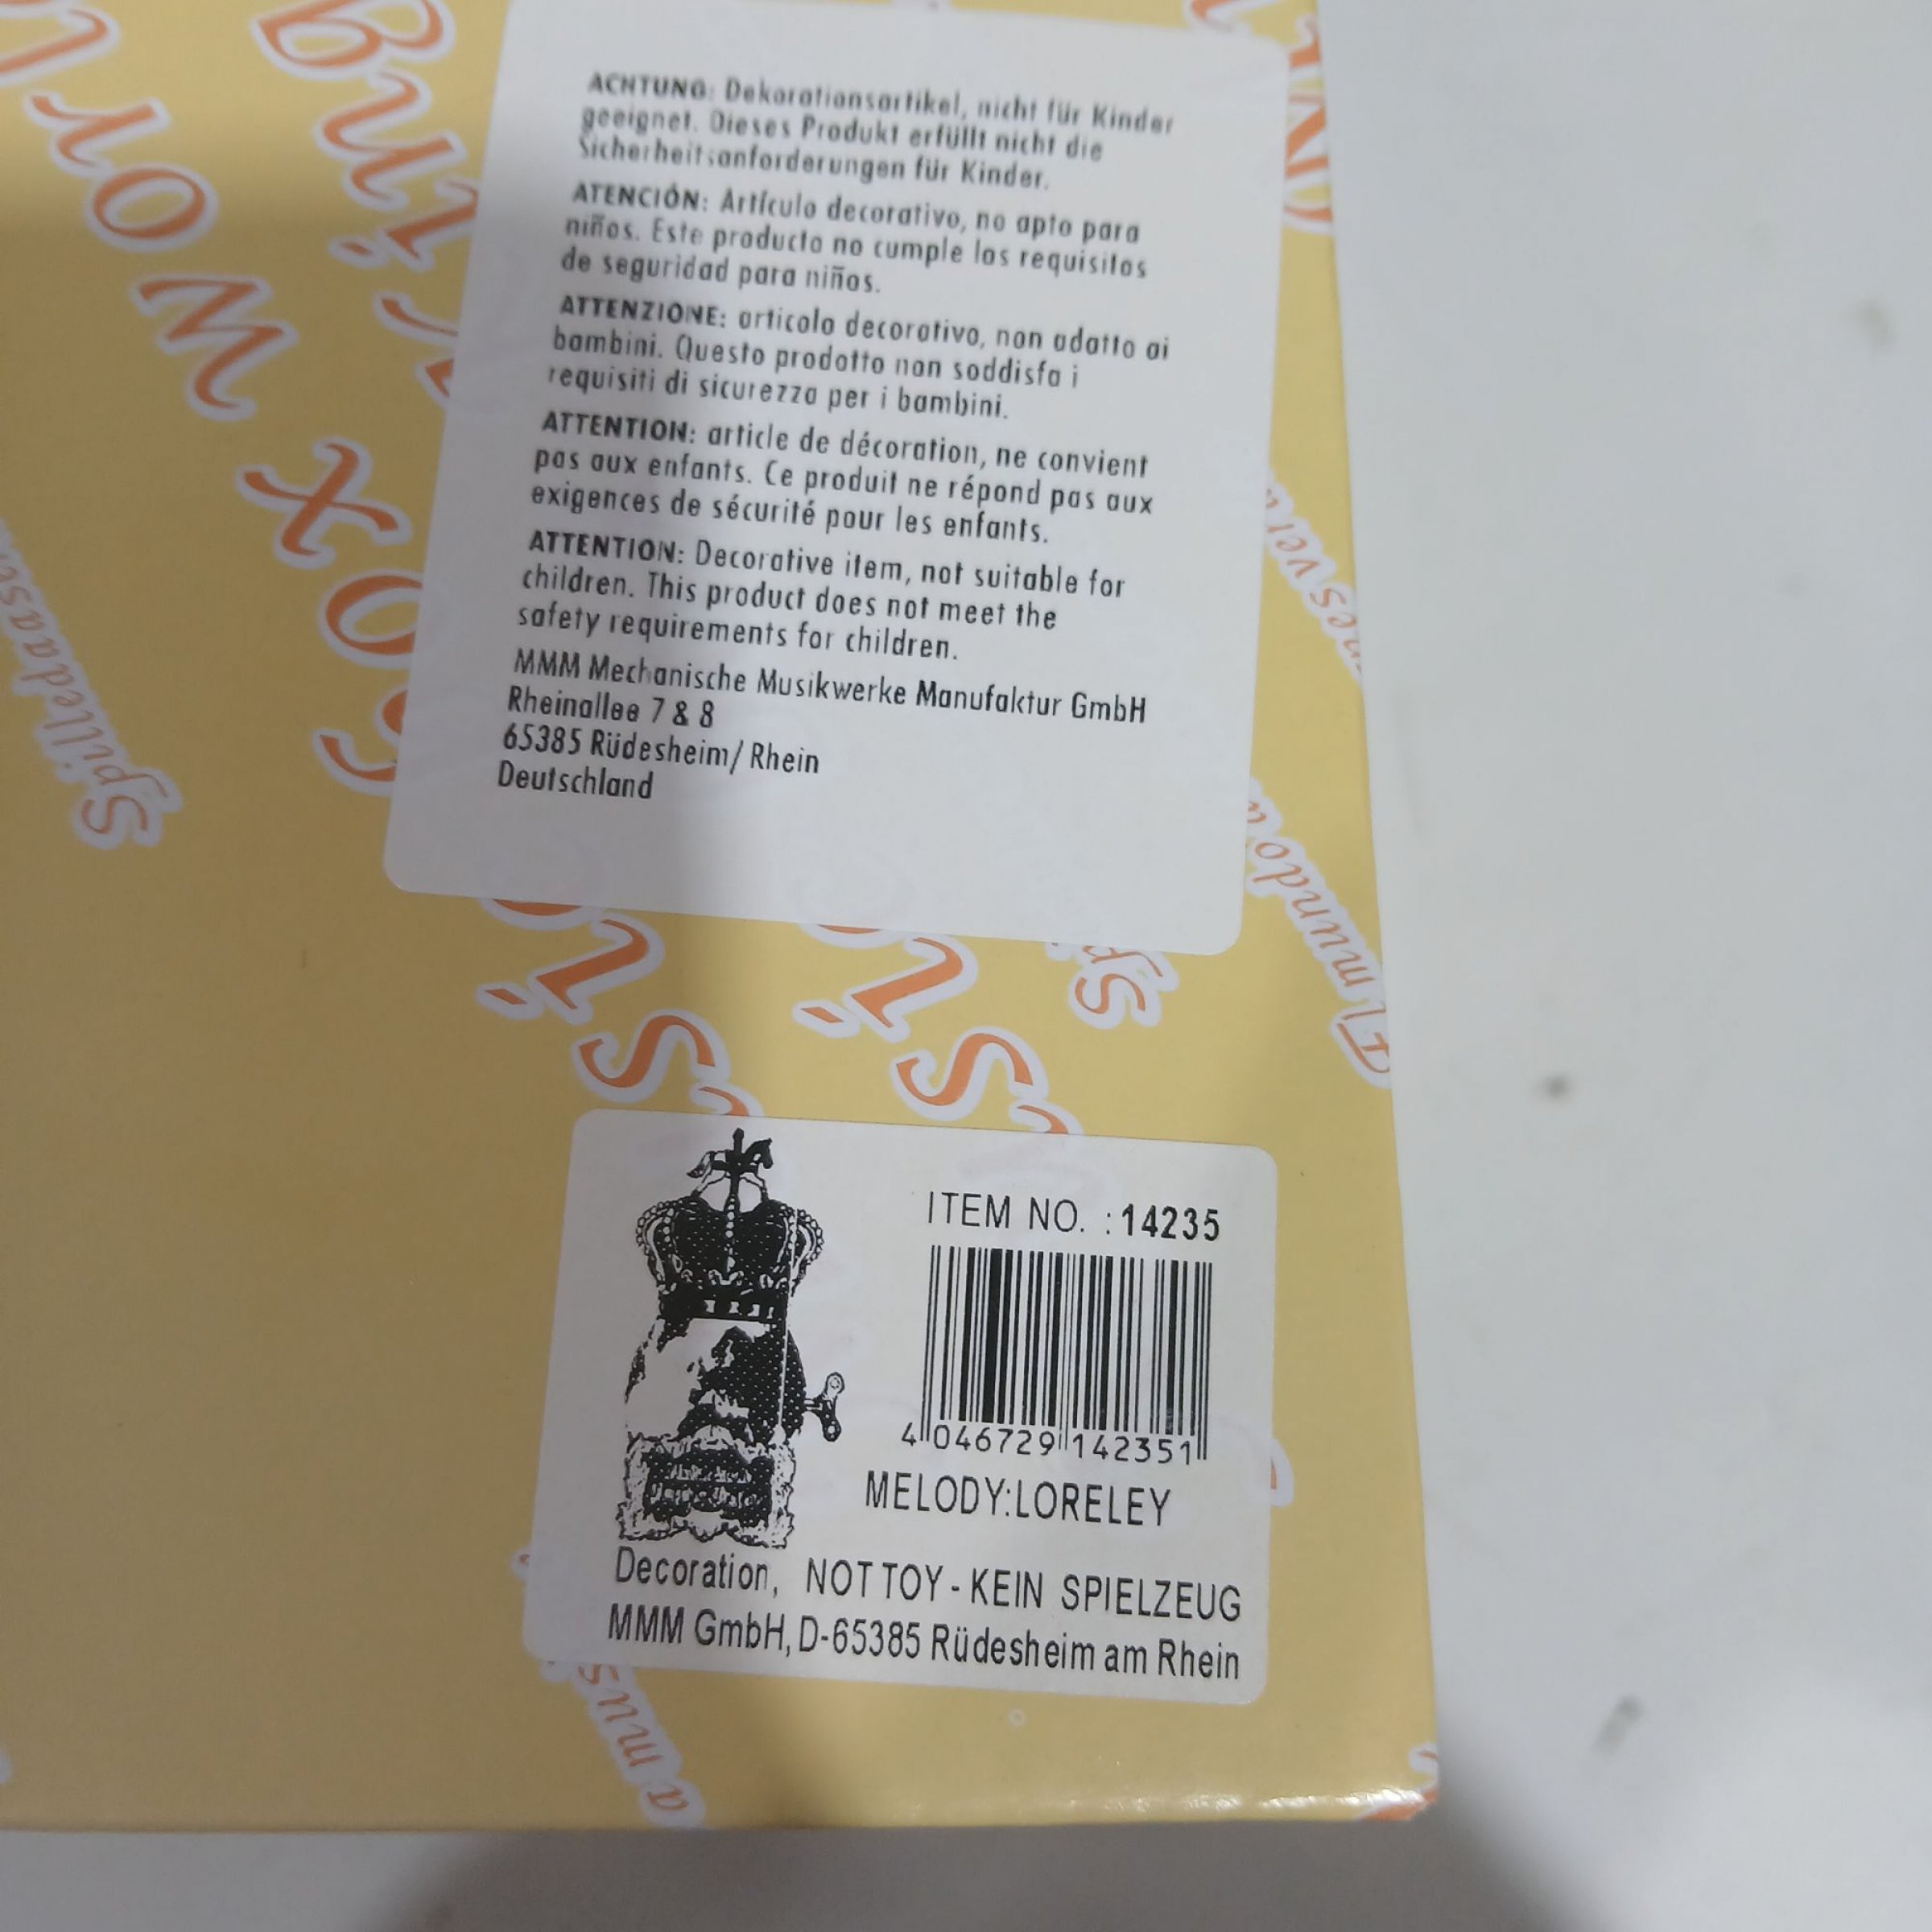 ACHTUNG: Dekorationsartikel, nicht für Kinder
geeignet. Dieses Produkt erfüllt nicht die
Sicherheitsanforderungen für Kinder.
ATENCIÓN: Artículo decorativo, no apto para
niños. Este producto no cumple los requisitos
de seguridad para niños.
ATTENZIONE: articolo decorativo, non adatto ai
bambini. Questo prodotto non soddisfa i
requisiti di sicurezza per i bambini.
ATTENTION: article de décoration, ne convient
pas aux enfants. Ce produit ne répond pas aux
exigences de sécurité pour les enfants.
ATTENTION: Decorative item, not suitable for
children. This product does not meet the
safety requirements for children.
MMM Mechanische Musikwerke Manufaktur GmbH
Rheinallee 7 & 8
65385 Rüdesheim/ Rhein
Deutschland
ITEM NO. :14235
4 046729 142351
MELODY:LORELEY
Decoration, NOT TOY - KEIN SPIELZEUG
MMM GmbH, D-65385 Rüdesheim am Rhein